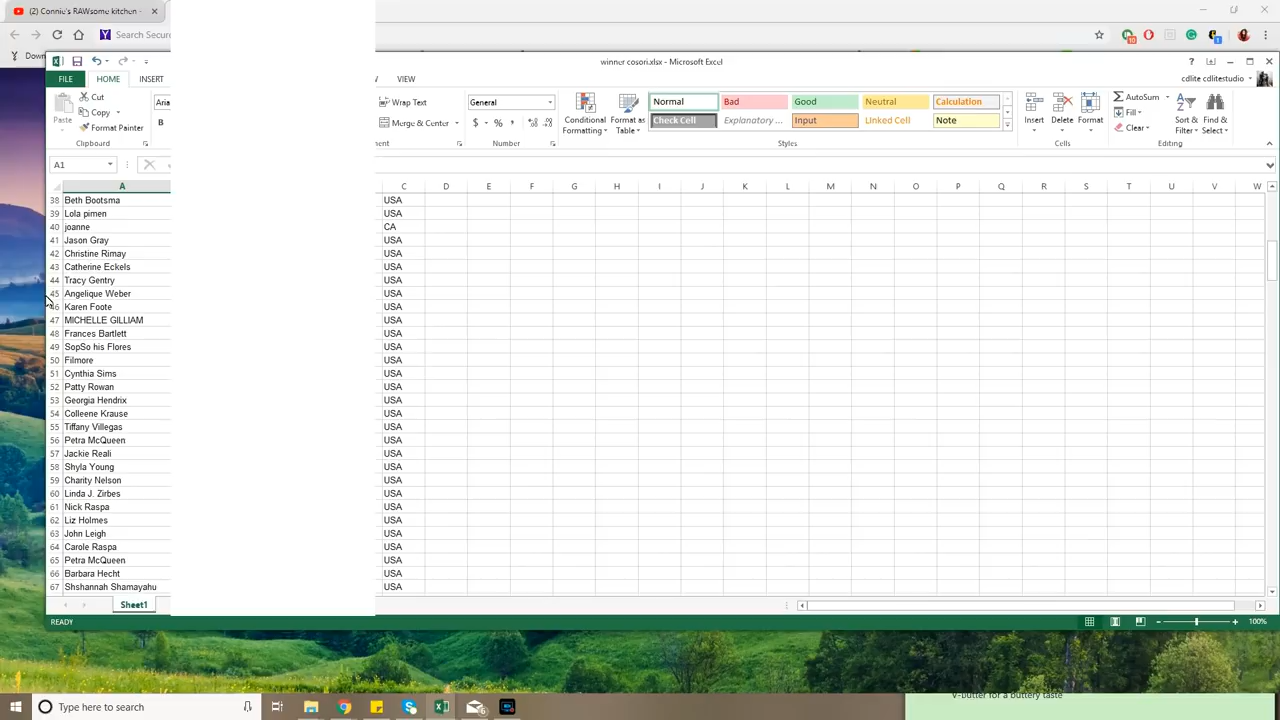 (2) Connie's RAWsome kitchen -
Search Secur
Down
winner cosori.xlsx - Microsoft Excel
FILE HOME INSERT VIEW
cdlite cdlitestudio
Paste
Cut
Copy
Format Painter
Clipboard
Aria
B
Wrap Text
Merge & Center
General
$ % ,
Number
Conditional Formatting
Format as Table
Normal Bad Good Neutral Calculation
Check Cell Explanatory ... Input Linked Cell Note
Styles
Insert Delete Format
Cells
AutoSum
Fill
Clear
Sort & Filter
Find & Select
Editing
A1
A C D E F G H I J K L M N O P Q R S T U V W
38 Beth Bootsma USA
39 Lola pimen USA
40 joanne CA
41 Jason Gray USA
42 Christine Rimay USA
43 Catherine Eckels USA
44 Tracy Gentry USA
45 Angelique Weber USA
46 Karen Foote USA
47 MICHELLE GILLIAM USA
48 Frances Bartlett USA
49 SopSo his Flores USA
50 Filmore USA
51 Cynthia Sims USA
52 Patty Rowan USA
53 Georgia Hendrix USA
54 Colleene Krause USA
55 Tiffany Villegas USA
56 Petra McQueen USA
57 Jackie Reali USA
58 Shyla Young USA
59 Charity Nelson USA
60 Linda J. Zirbes USA
61 Nick Raspa USA
62 Liz Holmes USA
63 John Leigh USA
64 Carole Raspa USA
65 Petra McQueen USA
66 Barbara Hecht USA
67 Shshannah Shamayahu USA
Sheet1
READY
100%
V-butter for a buttery taste
Type here to search